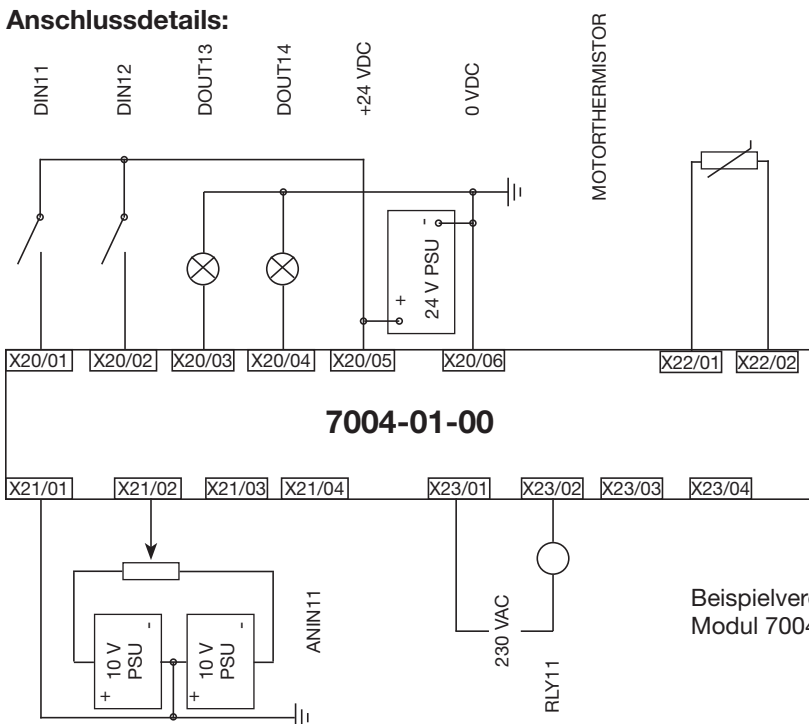 Anschlussdetails:
DIN11
DIN12
DOUT13
DOUT14
+24 VDC
0 VDC
MOTORTHERMISTOR
+
-
24 V PSU
X20/01
X20/02
X20/03
X20/04
X20/05
X20/06
X22/01
X22/02
7004-01-00
X21/01
X21/02
X21/03
X21/04
X23/01
X23/02
X23/03
X23/04
+
-
10 V
PSU
+
-
10 V
PSU
ANIN11
230 VAC
RLY11
Modul 7004